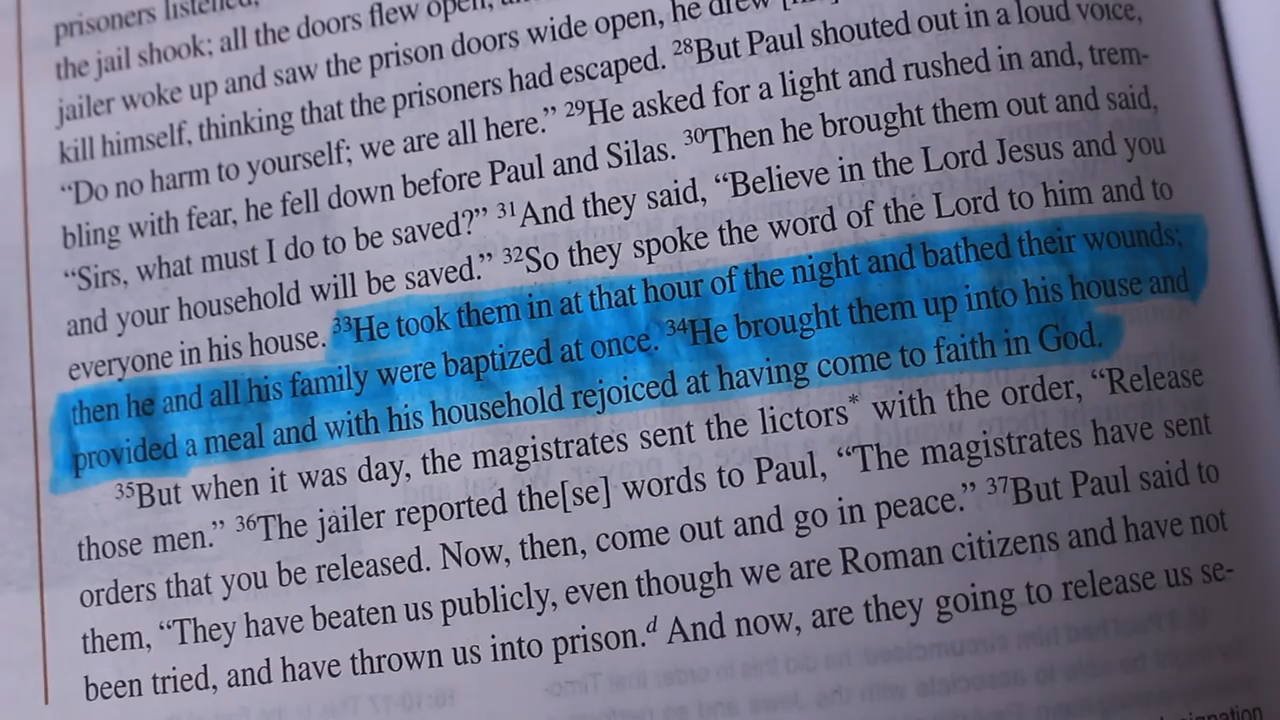 prisoners listened,
the jail shook; all the doors flew open,
jailer woke up and saw the prison doors wide open, he drew
kill himself, thinking that the prisoners had escaped. ²⁸But Paul shouted out in a loud voice,
“Do no harm to yourself; we are all here.” ²⁹He asked for a light and rushed in and, trem-
bling with fear, he fell down before Paul and Silas. ³⁰Then he brought them out and said,
“Sirs, what must I do to be saved?” ³¹And they said, “Believe in the Lord Jesus and you
and your household will be saved.” ³²So they spoke the word of the Lord to him and to
everyone in his house. ³³He took them in at that hour of the night and bathed their wounds;
then he and all his family were baptized at once. ³⁴He brought them up into his house and
provided a meal and with his household rejoiced at having come to faith in God.
³⁵But when it was day, the magistrates sent the lictors* with the order, “Release
those men.” ³⁶The jailer reported the[se] words to Paul, “The magistrates have sent
orders that you be released. Now, then, come out and go in peace.” ³⁷But Paul said to
them, “They have beaten us publicly, even though we are Roman citizens and have not
been tried, and have thrown us into prison.ᵈ And now, are they going to release us se-